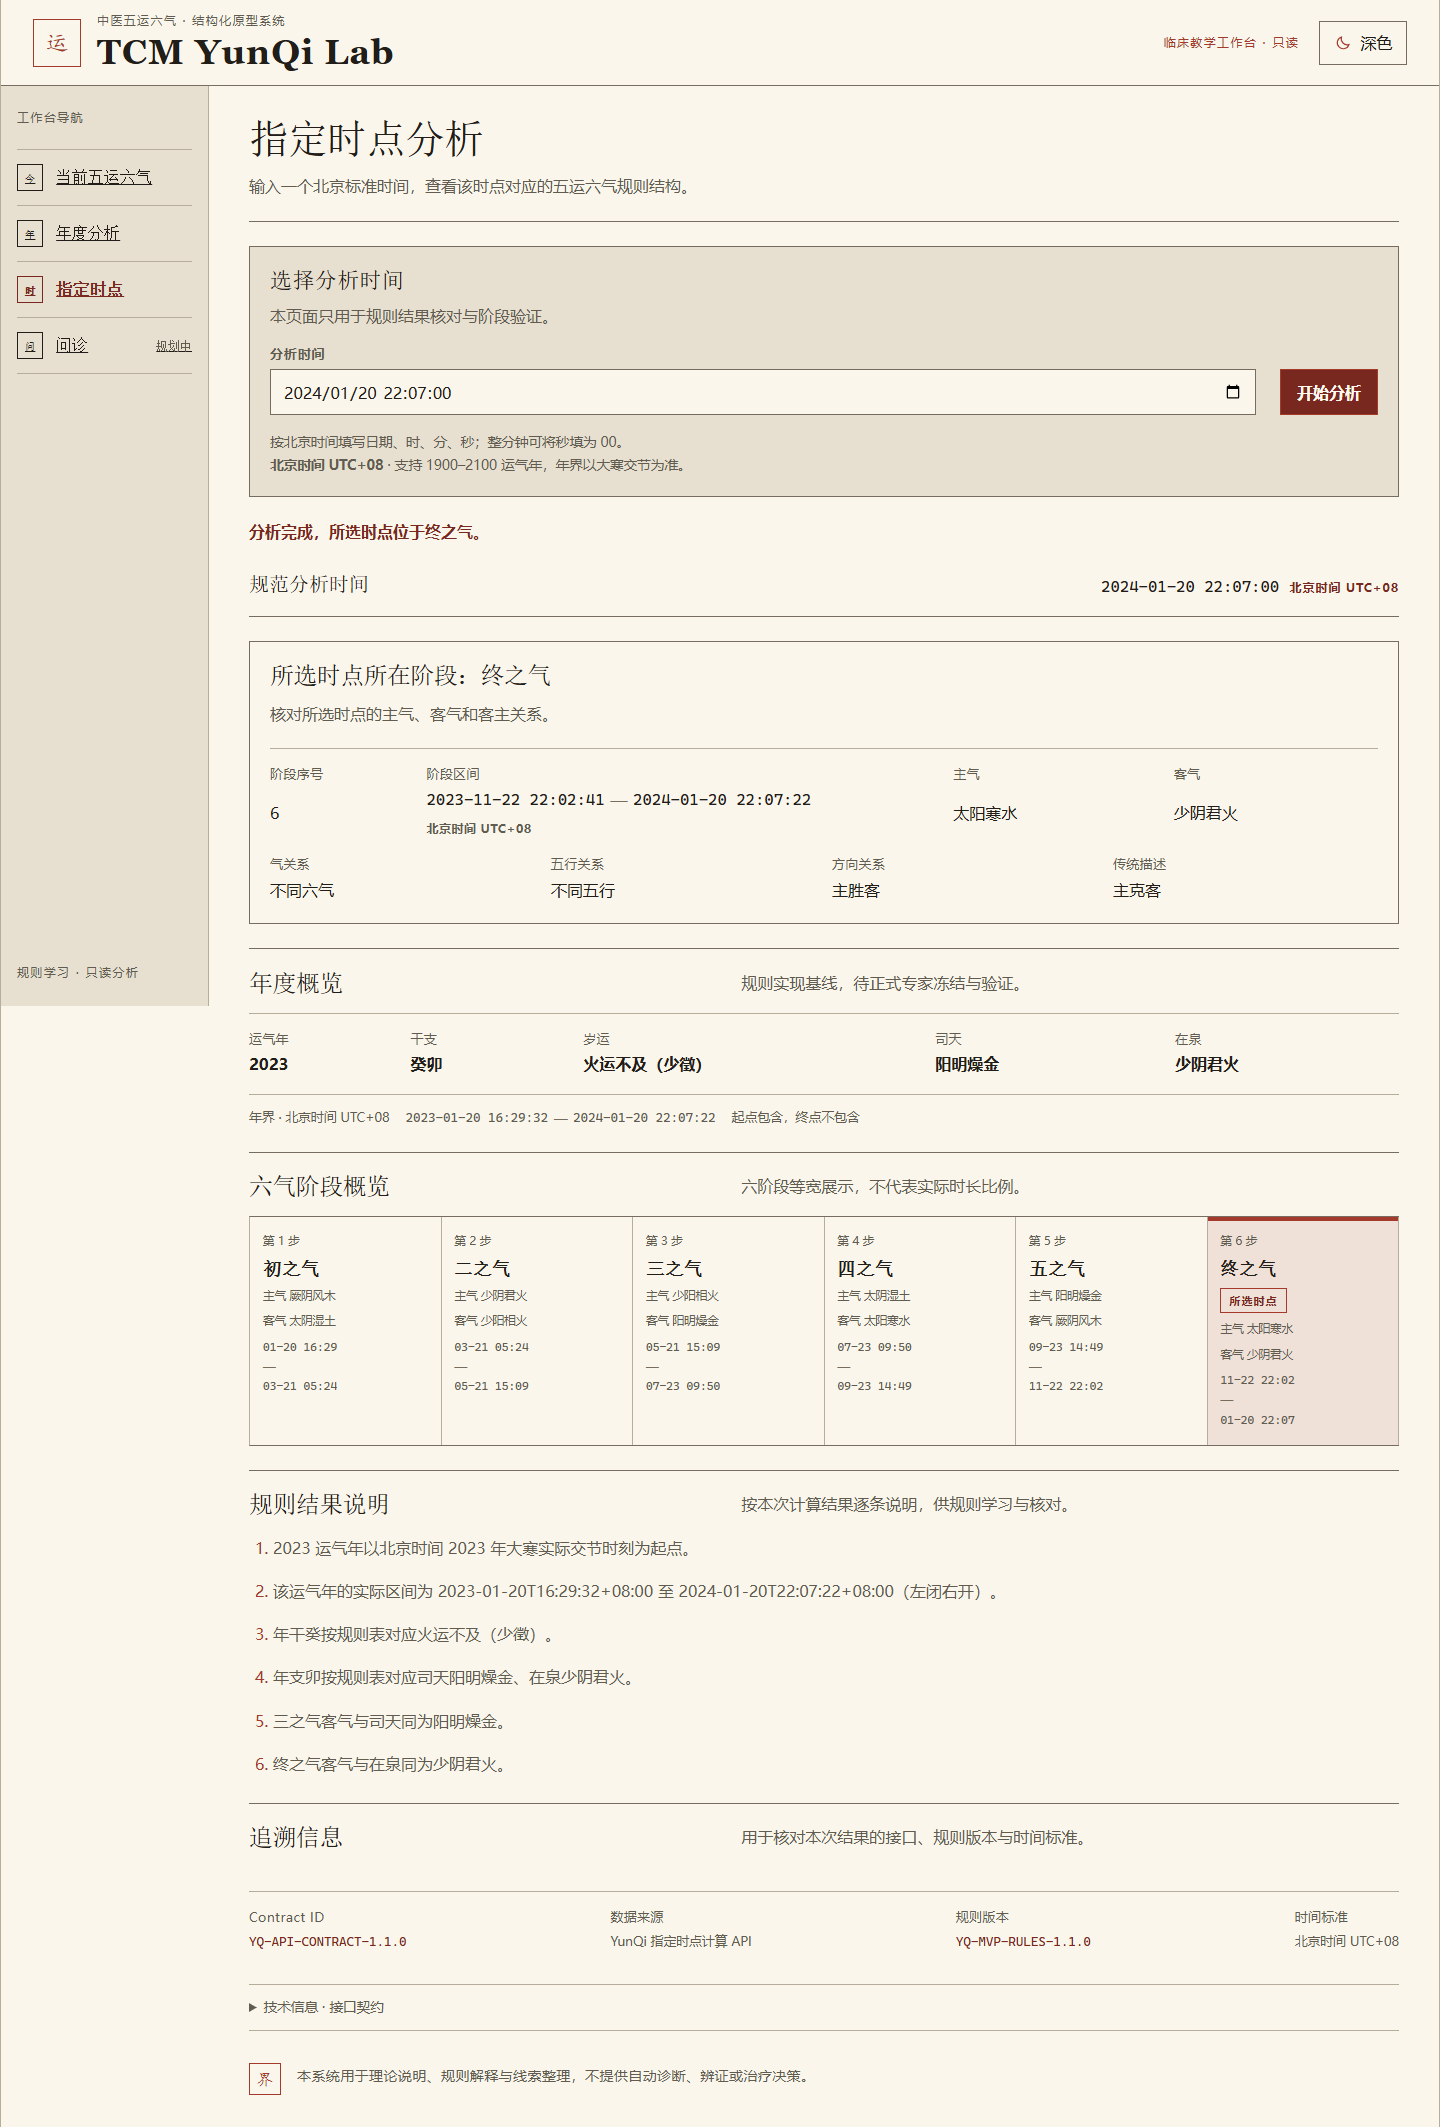 运
中医五运六气 · 结构化原型系统
TCM YunQi Lab
临床教学工作台 · 只读
深色
工作台导航
今 当前五运六气
年 年度分析
时 指定时点
问 问诊 规划中
规则学习 · 只读分析
指定时点分析
输入一个北京标准时间，查看该时点对应的五运六气规则结构。
选择分析时间
本页面只用于规则结果核对与阶段验证。
分析时间
2024/01/20 22:07:00
开始分析
按北京时间填写日期、时、分、秒；整分钟可将秒填为 00。
北京时间 UTC+08 · 支持 1900–2100 运气年，年界以大寒交节为准。
分析完成，所选时点位于终之气。
规范分析时间 2024-01-20 22:07:00 北京时间 UTC+08
所选时点所在阶段：终之气
核对所选时点的主气、客气和客主关系。
阶段序号 阶段区间 主气 客气
6 2023-11-22 22:02:41 — 2024-01-20 22:07:22 太阳寒水 少阴君火
北京时间 UTC+08
气关系 五行关系 方向关系 传统描述
不同六气 不同五行 主胜客 主克客
年度概览 规则实现基线，待正式专家冻结与验证。
运气年 干支 岁运 司天 在泉
2023 癸卯 火运不及（少徵） 阳明燥金 少阴君火
年界 · 北京时间 UTC+08 2023-01-20 16:29:32 — 2024-01-20 22:07:22 起点包含，终点不包含
六气阶段概览 六阶段等宽展示，不代表实际时长比例。
第 1 步
初之气
主气 厥阴风木
客气 太阴湿土
01-20 16:29
—
03-21 05:24
第 2 步
二之气
主气 少阴君火
客气 少阳相火
03-21 05:24
—
05-21 15:09
第 3 步
三之气
主气 少阳相火
客气 阳明燥金
05-21 15:09
—
07-23 09:50
第 4 步
四之气
主气 太阴湿土
客气 太阳寒水
07-23 09:50
—
09-23 14:49
第 5 步
五之气
主气 阳明燥金
客气 厥阴风木
09-23 14:49
—
11-22 22:02
第 6 步
终之气
所选时点
主气 太阳寒水
客气 少阴君火
11-22 22:02
—
01-20 22:07
规则结果说明 按本次计算结果逐条说明，供规则学习与核对。
1. 2023 运气年以北京时间 2023 年大寒实际交节时刻为起点。
2. 该运气年的实际区间为 2023-01-20T16:29:32+08:00 至 2024-01-20T22:07:22+08:00（左闭右开）。
3. 年干癸按规则表对应火运不及（少徵）。
4. 年支卯按规则表对应司天阳明燥金、在泉少阴君火。
5. 三之气客气与司天同为阳明燥金。
6. 终之气客气与在泉同为少阴君火。
追溯信息 用于核对本次结果的接口、规则版本与时间标准。
Contract ID 数据来源 规则版本 时间标准
YQ-API-CONTRACT-1.1.0 YunQi 指定时点计算 API YQ-MVP-RULES-1.1.0 北京时间 UTC+08
▶ 技术信息 · 接口契约
界 本系统用于理论说明、规则解释与线索整理，不提供自动诊断、辨证或治疗决策。